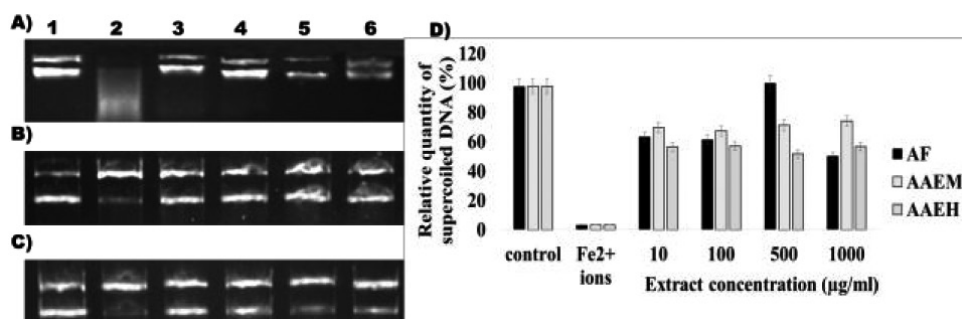 A)
1 2 3 4 5 6
B)
C)
D)
Relative quantity of
supercoiled DNA (%)
120
100
80
60
40
20
0
control Fe2+ 10 100 500 1000
ions
Extract concentration (µg/ml)
AF
AAEM
AAEH